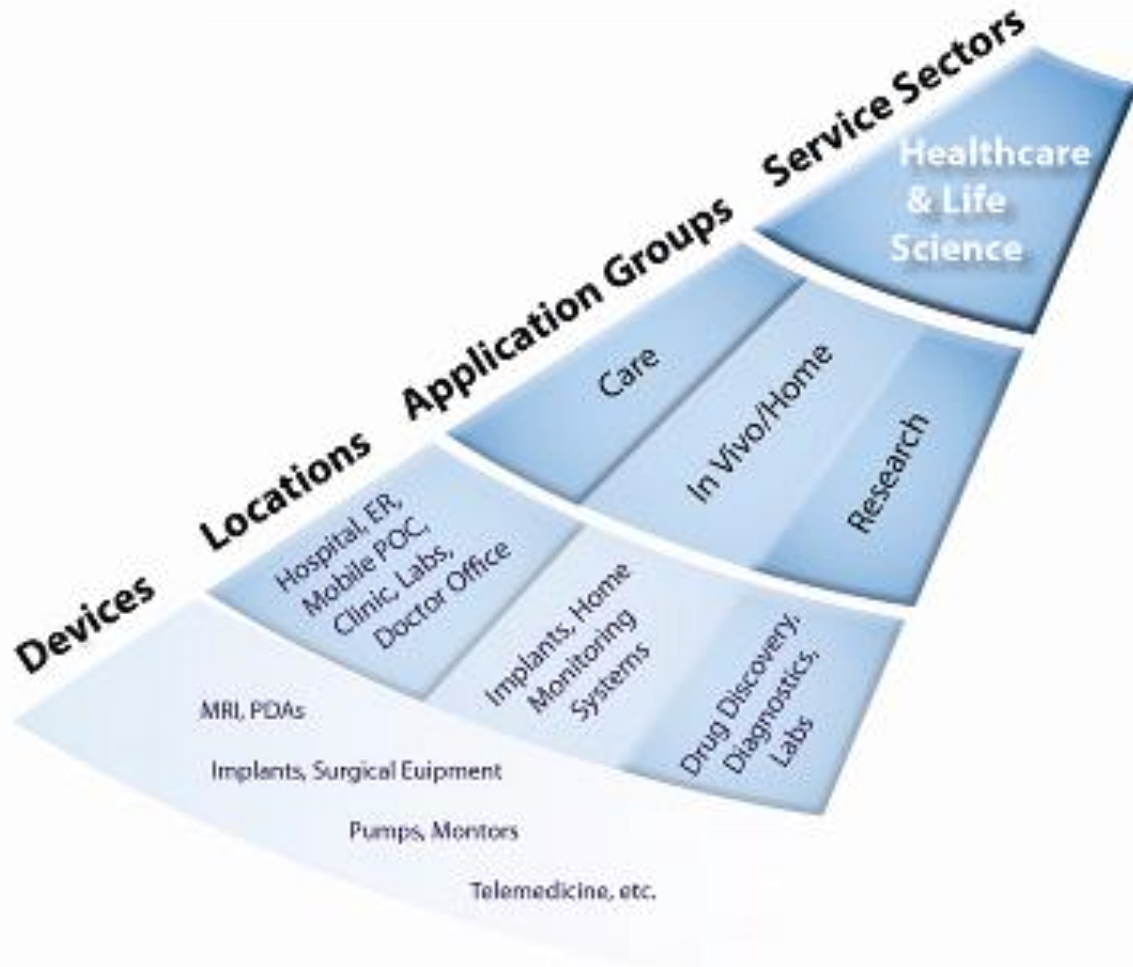 Service Sectors
Healthcare
& Life
Science
Application Groups
Care
In Vivo/Home
Research
Locations
Hospital, ER,
Mobile POC,
Clinic, Labs,
Doctor Office
Implants, Home
Monitoring
Systems
Drug Discovery,
Diagnostics,
Labs
Devices
MRI, PDAs
Implants, Surgical Euipment
Pumps, Montors
Telemedicine, etc.